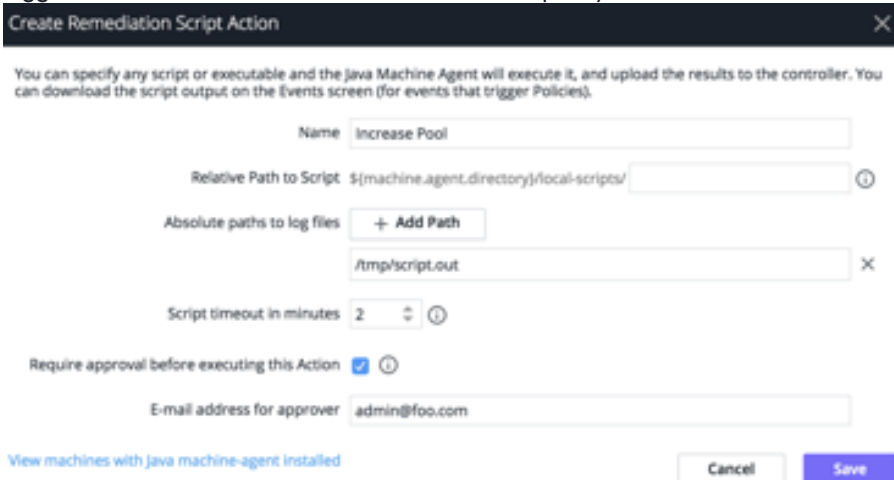 Create Remediation Script Action
You can specify any script or executable and the Java Machine Agent will execute it, and upload the results to the controller. You
can download the script output on the Events screen (for events that trigger Policies).
Name Increase Pool
Relative Path to Script ${machine.agent.directory}/local-scripts/
Absolute paths to log files + Add Path
/tmp/script.out
Script timeout in minutes 2
Require approval before executing this Action
E-mail address for approver admin@foo.com
View machines with Java machine-agent installed
Cancel Save